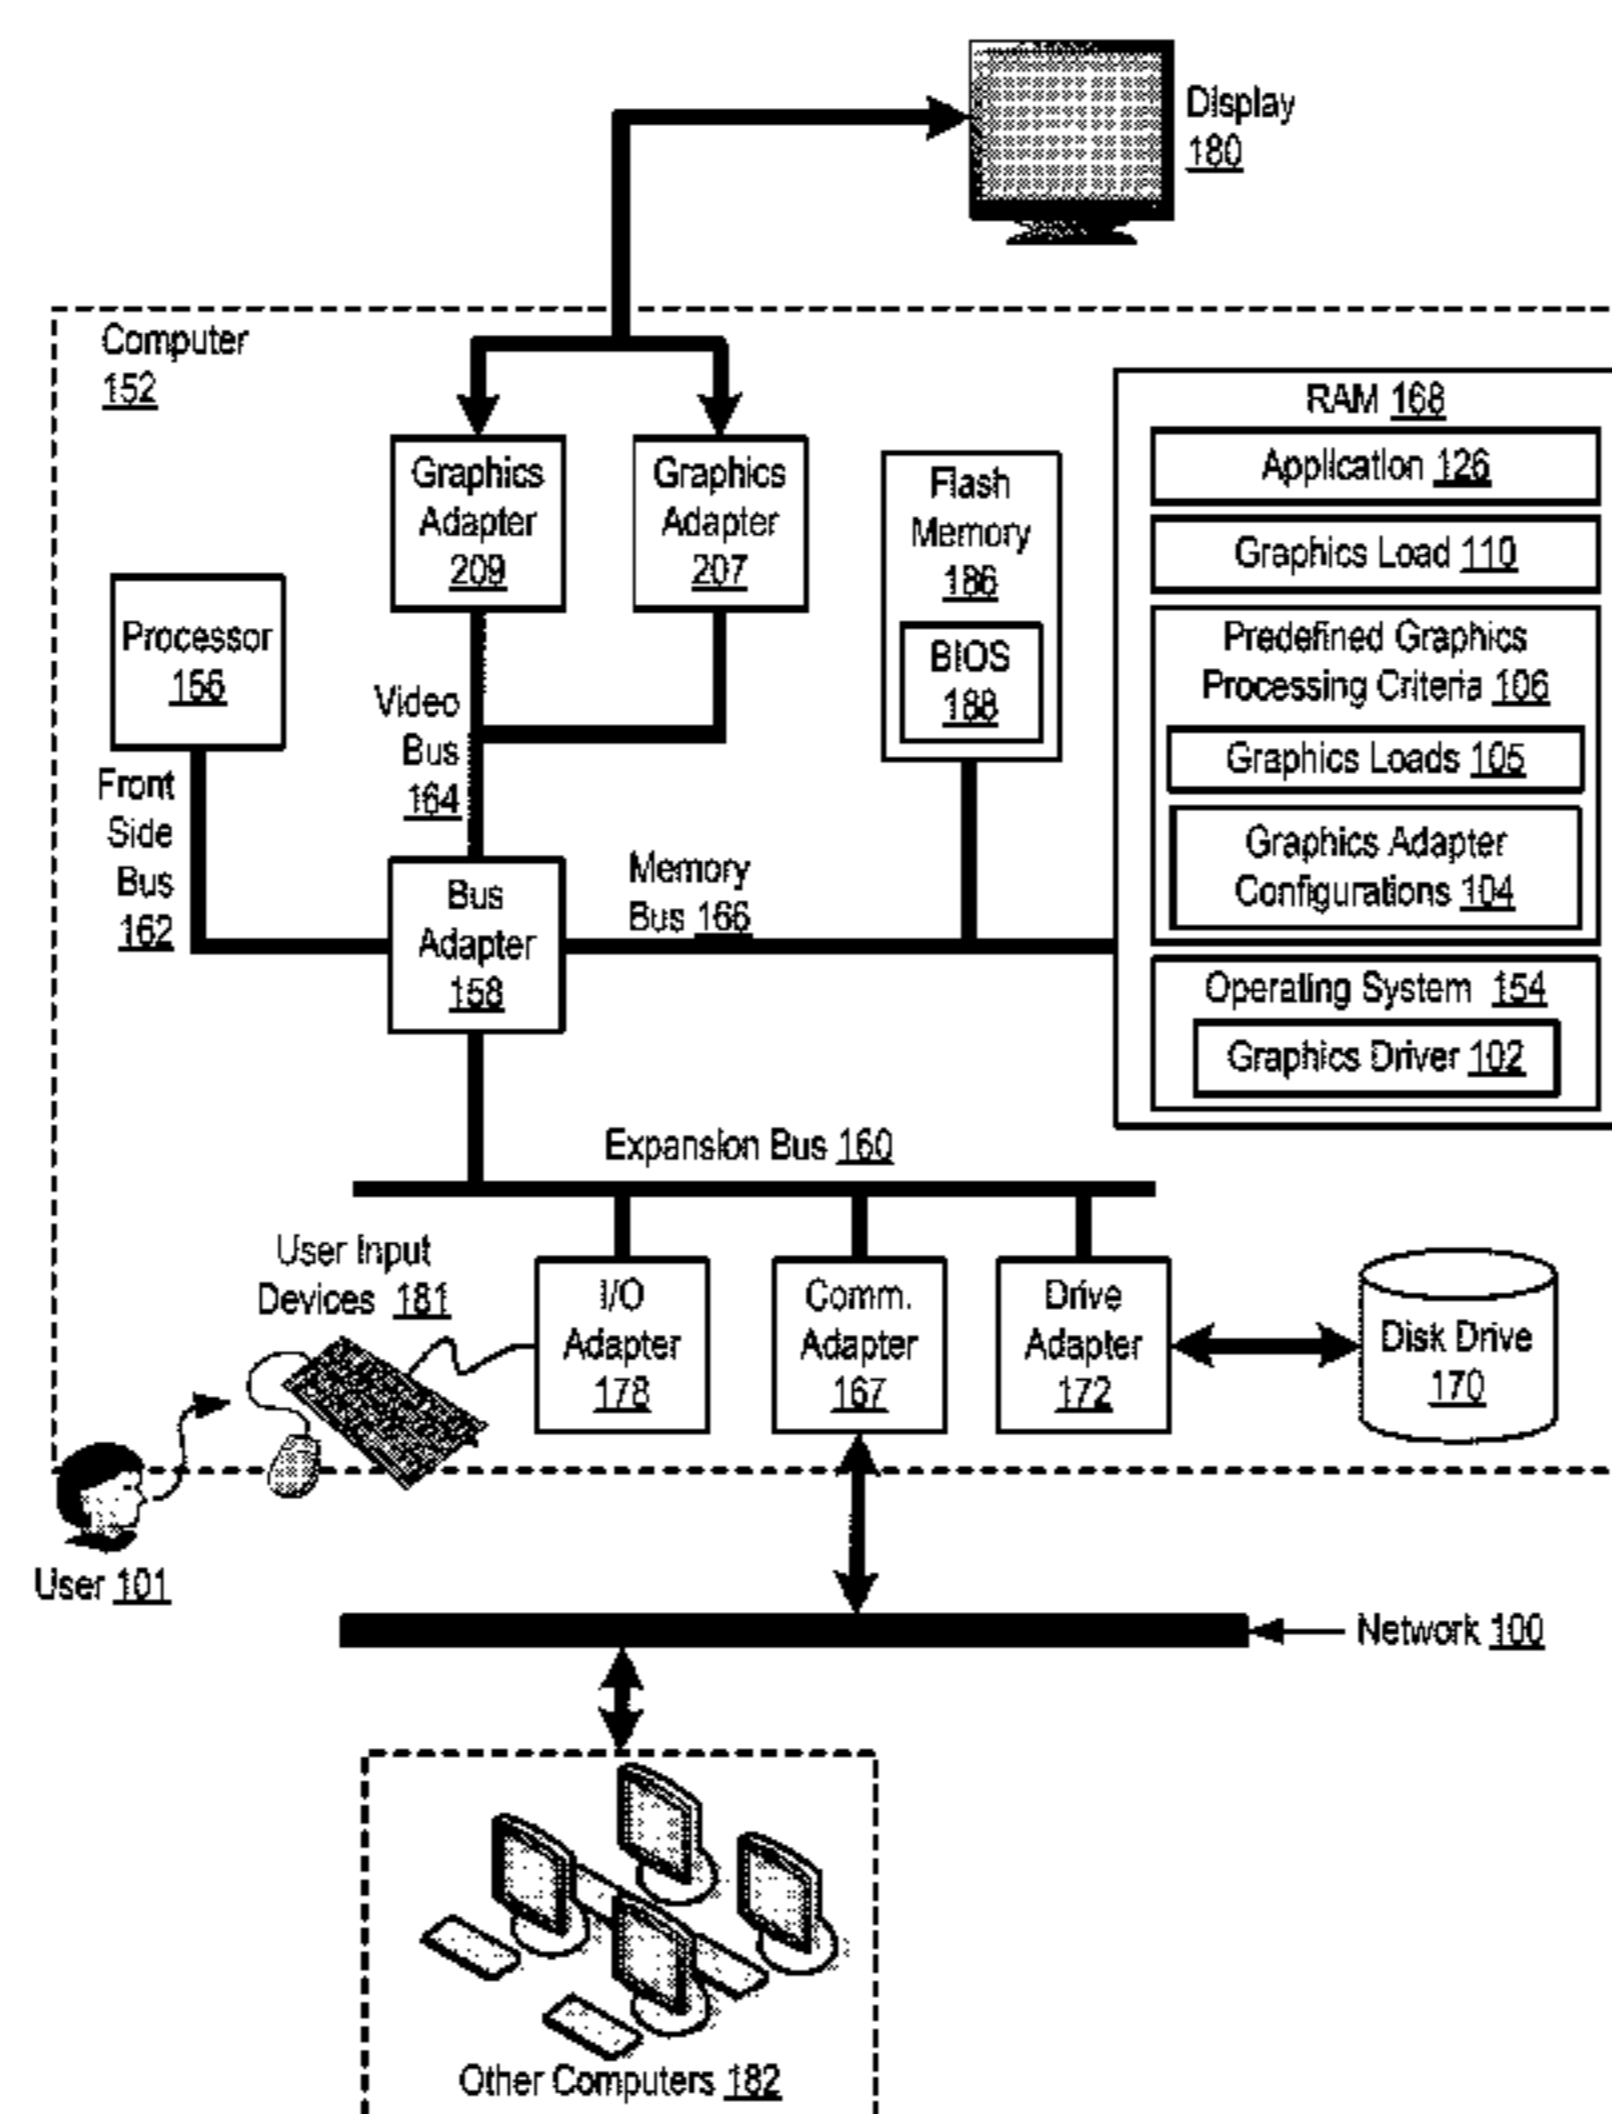 Display
180
Computer
152
RAM 168
Application 126
Graphics Load 110
Predefined Graphics
Processing Criteria 106
Graphics Loads 105
Graphics Adapter
Configurations 104
Operating System 154
Graphics Driver 102
Graphics
Adapter
209
Graphics
Adapter
207
Flash
Memory
186
BIOS
188
Processor
156
Video
Bus
164
Front
Side
Bus
162
Bus
Adapter
158
Memory
Bus 166
Expansion Bus 160
User Input
Devices 181
I/O
Adapter
178
Comm.
Adapter
167
Drive
Adapter
172
Disk Drive
170
User 101
Network 100
Other Computers 182